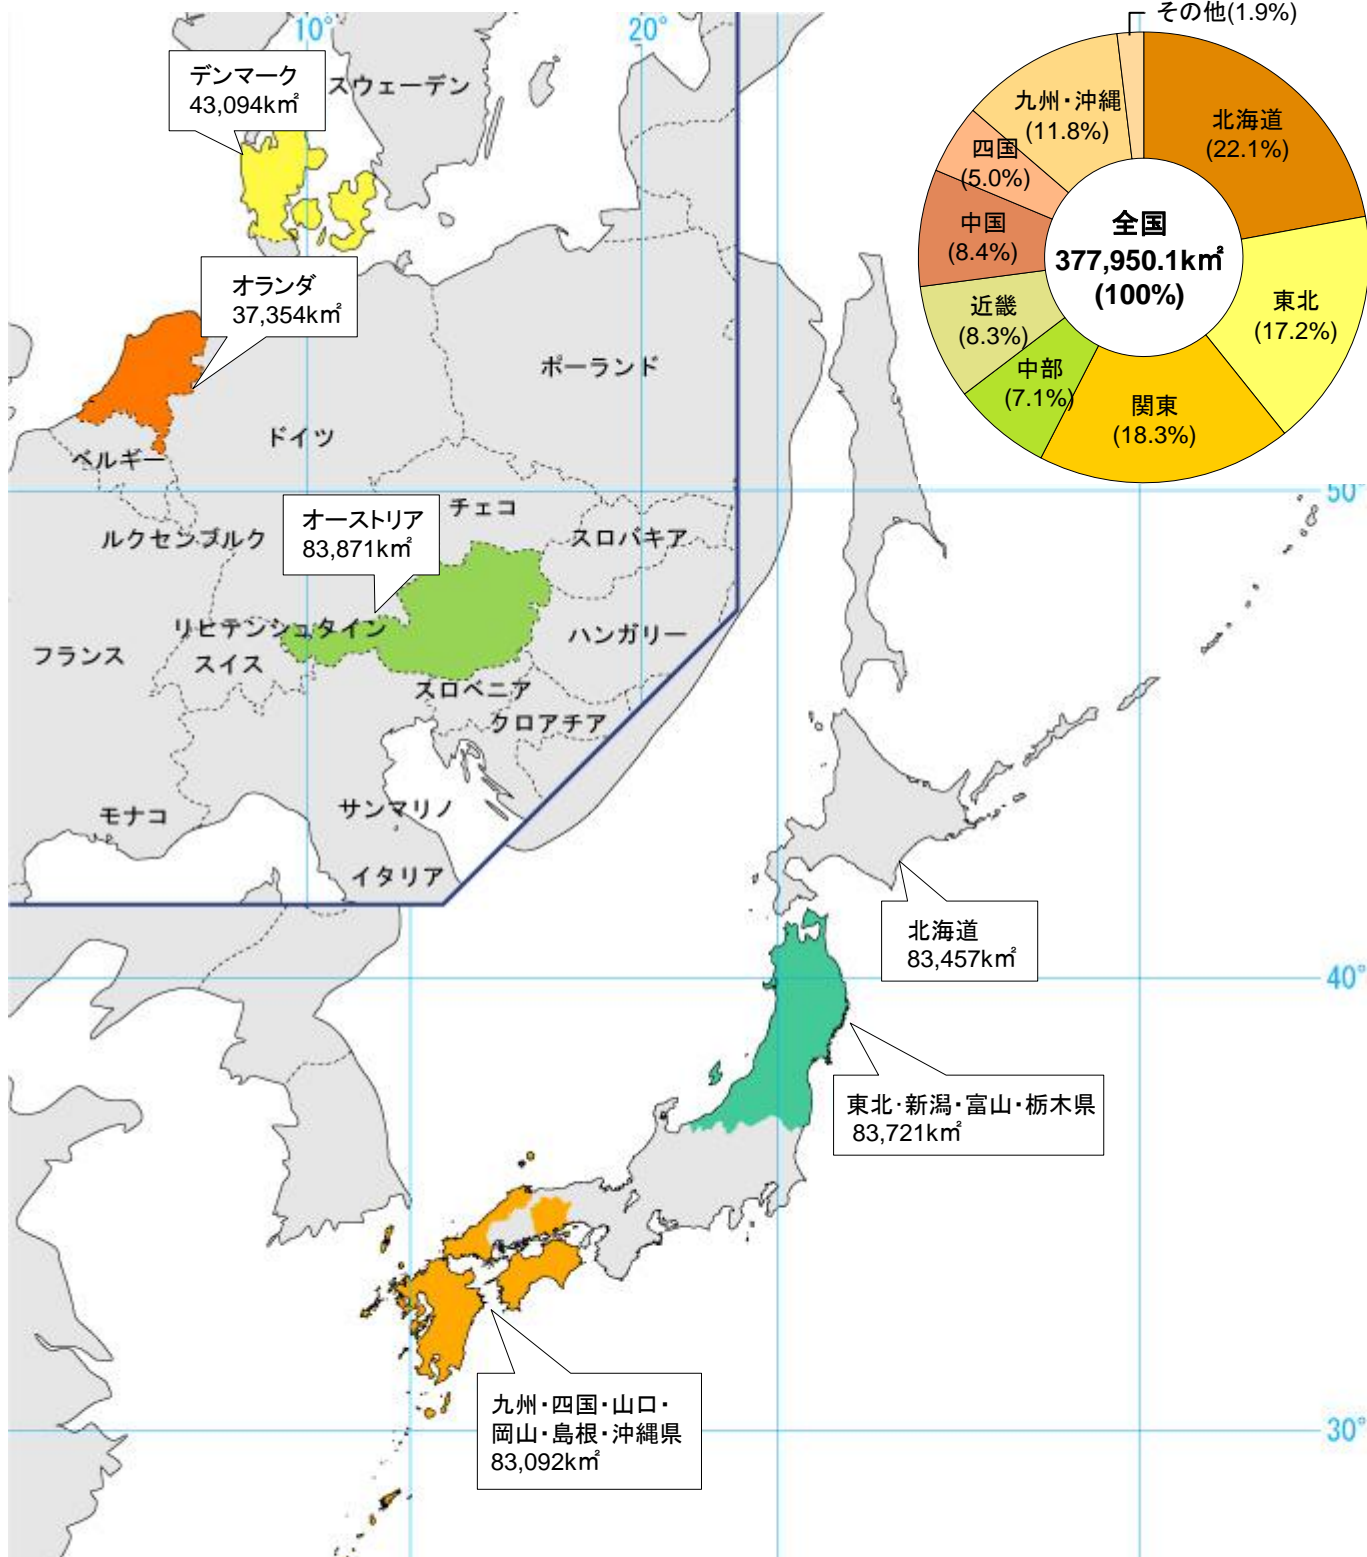 その他(1.9%)
10°
20°
デンマーク
43,094k㎡
スウェーデン
九州・沖縄
(11.8%)
北海道
(22.1%)
四国
(5.0%)
中国
(8.4%)
全国
377,950.1k㎡
(100%)
オランダ
37,354k㎡
東北
(17.2%)
近畿
(8.3%)
中部
(7.1%)
関東
(18.3%)
ポーランド
ドイツ
ベルギー
50°
チェコ
オーストリア
83,871k㎡
ルクセンブルク
スロバキア
リヒテンシュタイン
ハンガリー
フランス
スイス
スロベニア
クロアチア
サンマリノ
モナコ
イタリア
北海道
83,457k㎡
40°
東北・新潟・富山・栃木県
83,721k㎡
九州・四国・山口・
岡山・島根・沖縄県
83,092k㎡
30°